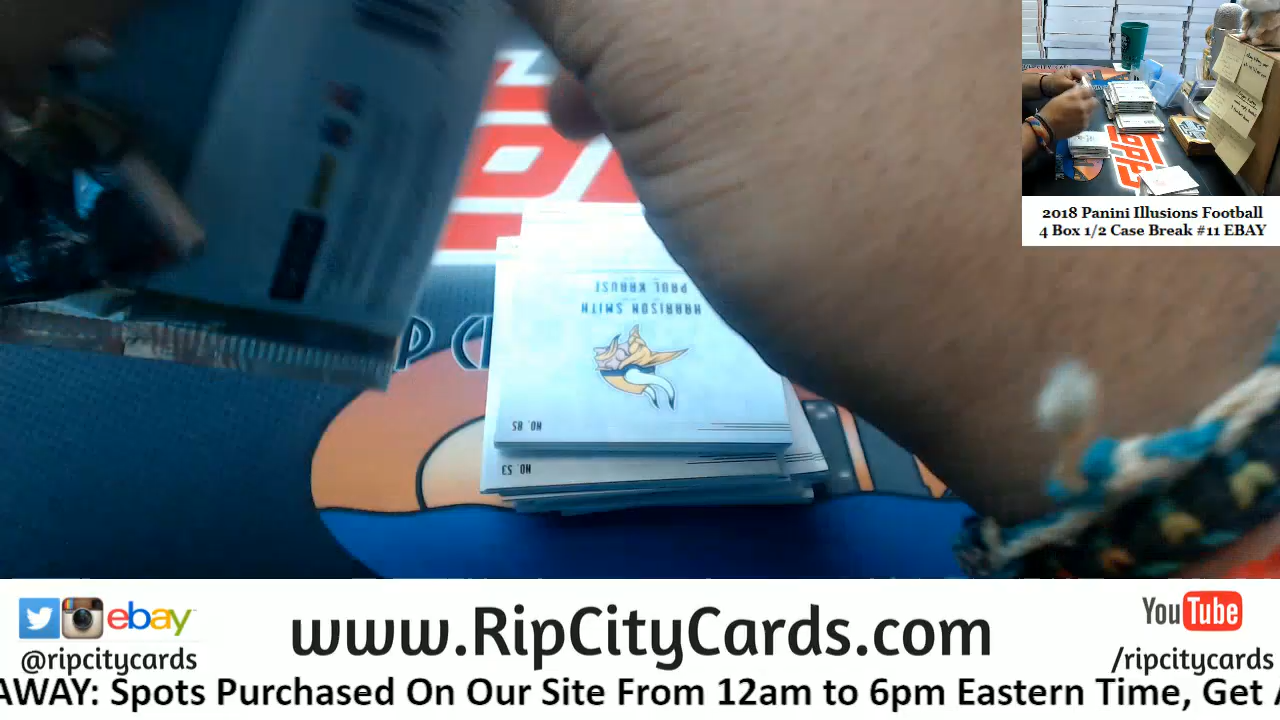 2018 Panini Illusions Football
4 Box 1/2 Case Break #11 EBAY
PAUL KRAUSE
HARRISON SMITH
NO. 85
NO. 53
ebay
@ripcitycards
www.RipCityCards.com
YouTube
/ripcitycards
AWAY: Spots Purchased On Our Site From 12am to 6pm Eastern Time, Get